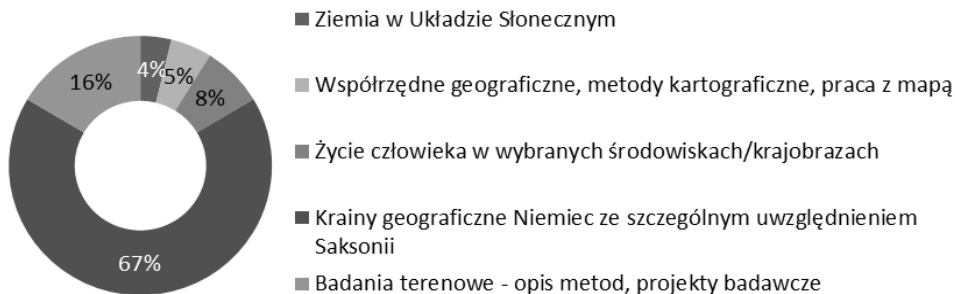 Ziemia w Układzie Słonecznym
4%
5%
16%
Współrzędne geograficzne, metody kartograficzne, praca z mapą
8%
Życie człowieka w wybranych środowiskach/krajobrazach
Krainy geograficzne Niemiec ze szczególnym uwzględnieniem
Saksonii
67%
Badania terenowe - opis metod, projekty badawcze